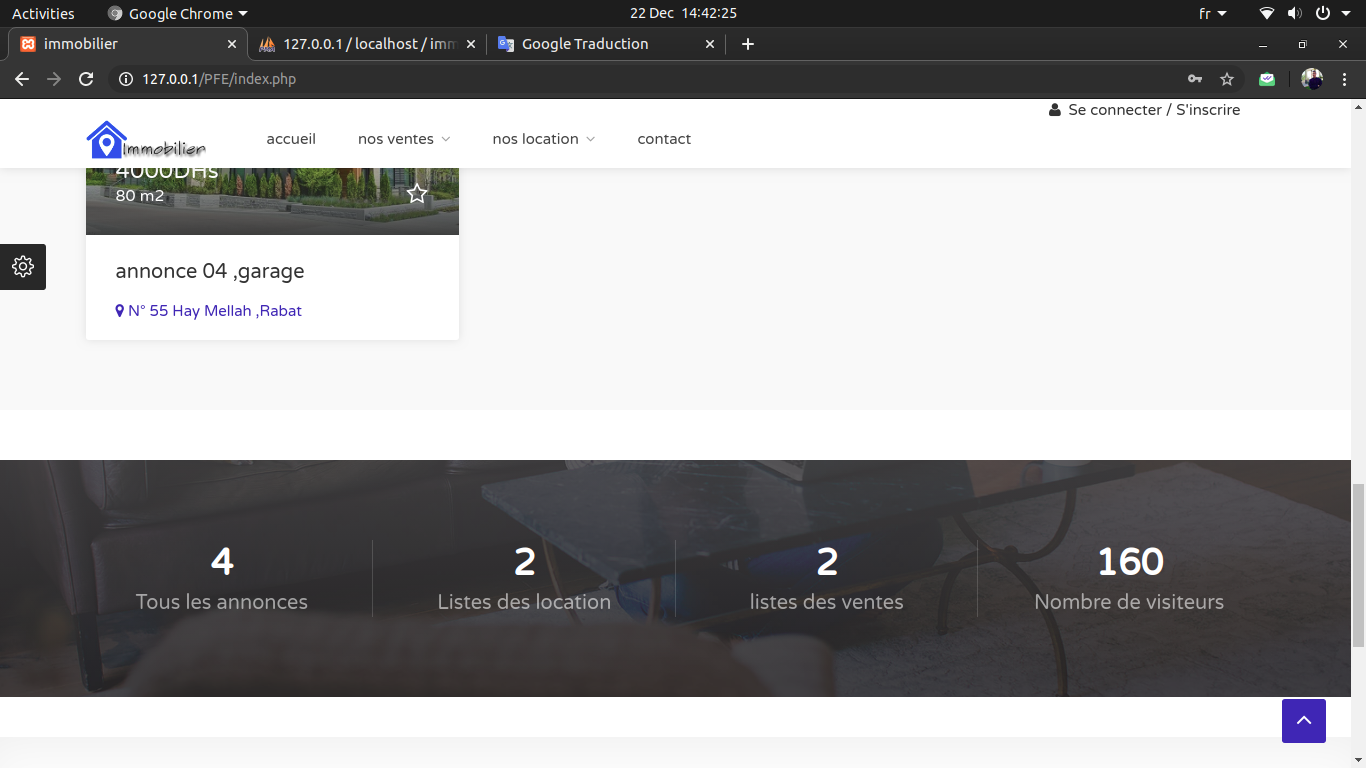 Activities
Google Chrome
22 Dec 14:42:25
fr
immobilier
127.0.0.1 / localhost / imm
Google Traduction
127.0.0.1/PFE/index.php
Se connecter / S'inscrire
Immobilier
accueil
nos ventes
nos location
contact
4000DHs
80 m2
annonce 04 ,garage
N° 55 Hay Mellah ,Rabat
4
Tous les annonces
2
Listes des location
2
listes des ventes
160
Nombre de visiteurs